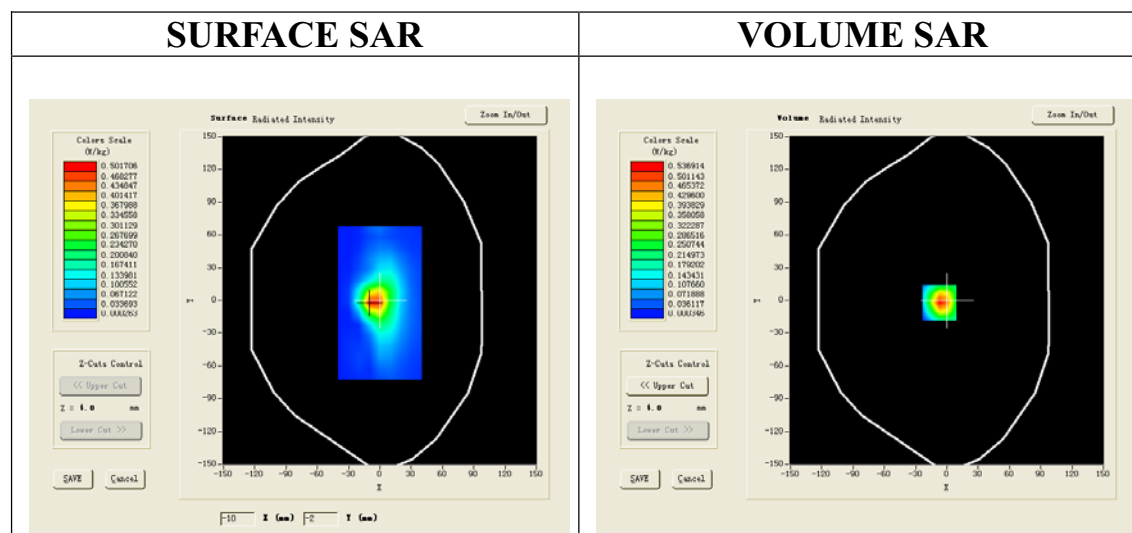 SURFACE SAR
VOLUME SAR
Surface Radiated Intensity
Zoom In/Out
Colors Scale
(W/kg)
0.501706
0.468277
0.434847
0.401417
0.367988
0.334558
0.301129
0.267699
0.234270
0.200840
0.167411
0.133981
0.100552
0.067122
0.033693
0.000263
150
120
90
60
30
0
-30
-60
-90
-120
-150
Y
-150 -120 -90 -60 -30 0 30 60 90 120 150
X
Z-Cuts Control
<< Upper Cut
Z = 4.0 mm
Lower Cut >>
SAVE
Cancel
-10 X (mm) -2 Y (mm)
Volume Radiated Intensity
Zoom In/Out
Colors Scale
(W/kg)
0.536914
0.501143
0.465372
0.429600
0.393829
0.358058
0.322287
0.286516
0.250744
0.214973
0.179202
0.143431
0.107660
0.071888
0.036117
0.000346
150
120
90
60
30
0
-30
-60
-90
-120
-150
Y
-150 -120 -90 -60 -30 0 30 60 90 120 150
X
Z-Cuts Control
<< Upper Cut
Z = 4.0 mm
Lower Cut >>
SAVE
Cancel